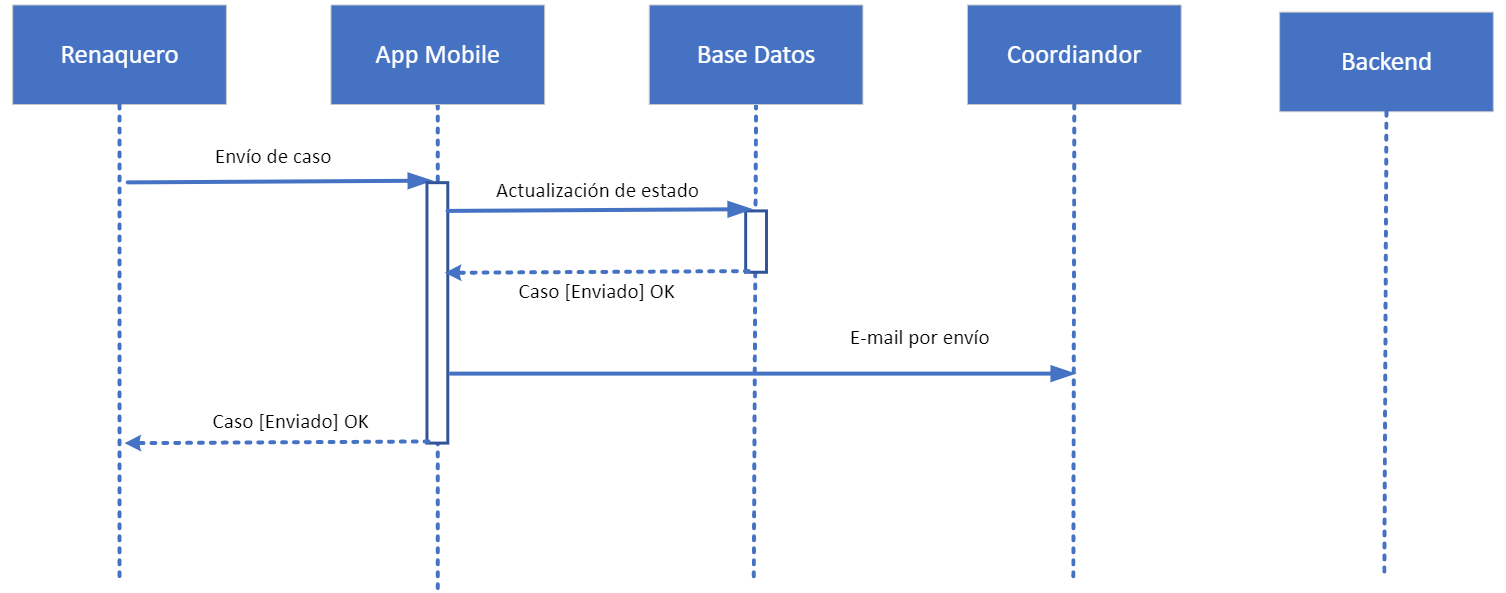 Renaquero
App Mobile
Base Datos
Coordiandor
Backend
Envío de caso
Actualización de estado
Caso [Enviado] OK
E-mail por envío
Caso [Enviado] OK